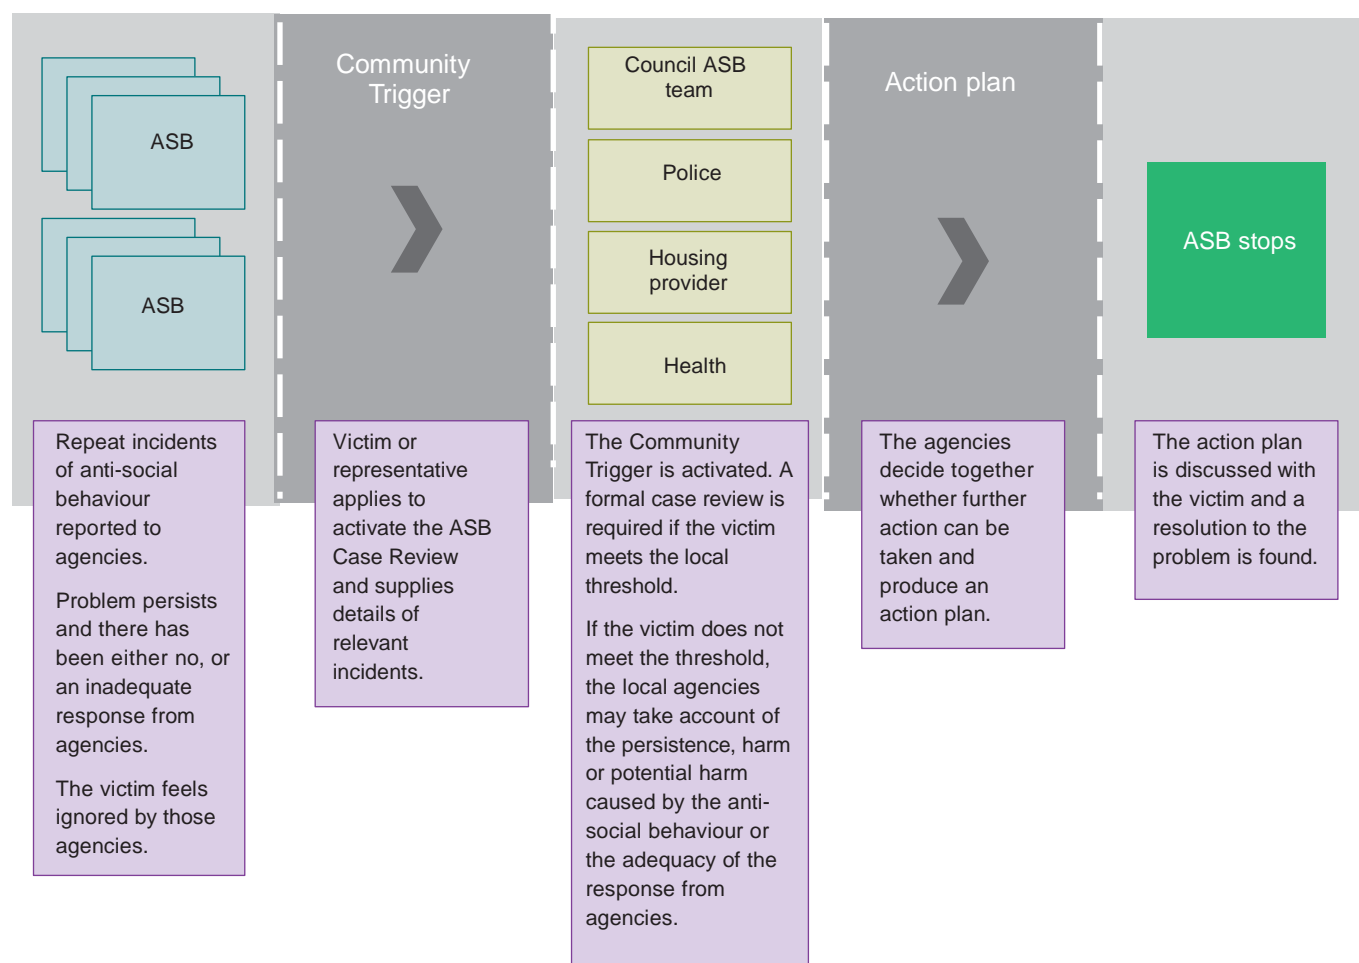 ASB
ASB
Repeat incidents
of anti-social
behaviour
reported to
agencies.
Problem persists
and there has
been either no, or
an inadequate
response from
agencies.
The victim feels
ignored by those
agencies.
Community
Trigger
Victim or
representative
applies to
activate the ASB
Case Review
and supplies
details of
relevant
incidents.
Council ASB
team
Police
Housing
provider
Health
The Community
Trigger is activated. A
formal case review is
required if the victim
meets the local
threshold.
If the victim does not
meet the threshold,
the local agencies
may take account of
the persistence, harm
or potential harm
caused by the anti-
social behaviour or
the adequacy of the
response from
agencies.
Action plan
The agencies
decide together
whether further
action can be
taken and
produce an
action plan.
ASB stops
The action plan
is discussed with
the victim and a
resolution to the
problem is found.